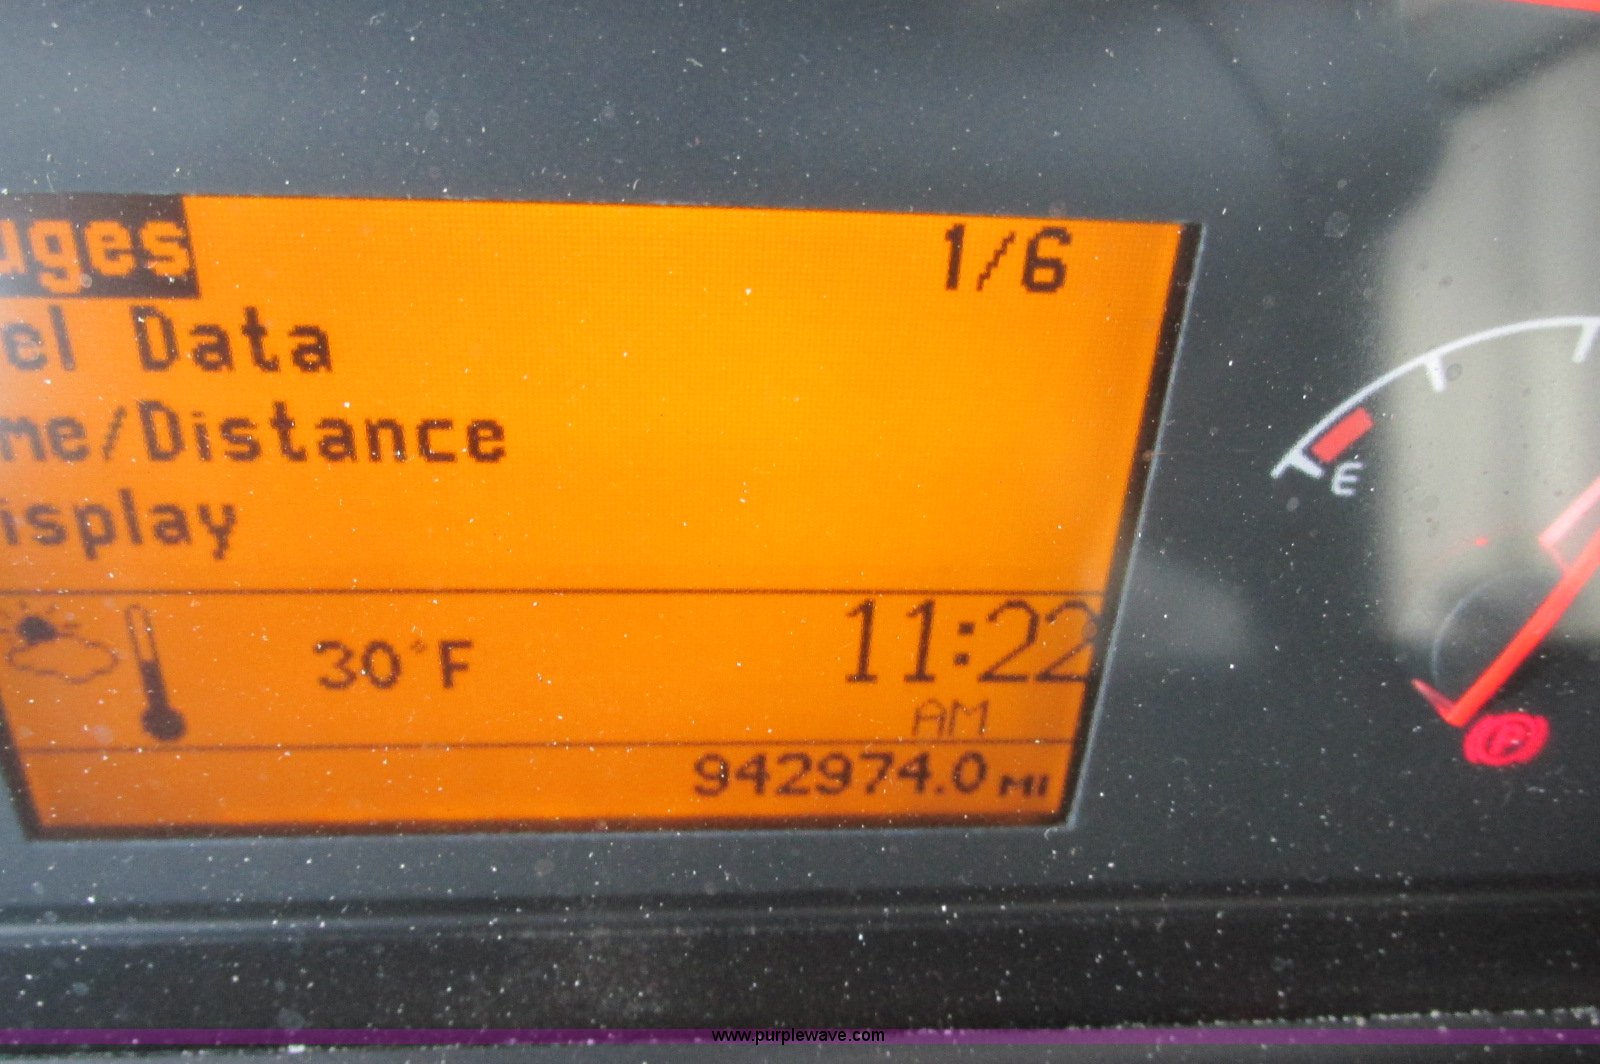 uges 1/6
el Data
me/Distance
isplay
30°F 11:22
AM
942974.0 MI
E
P
www.purplewave.com